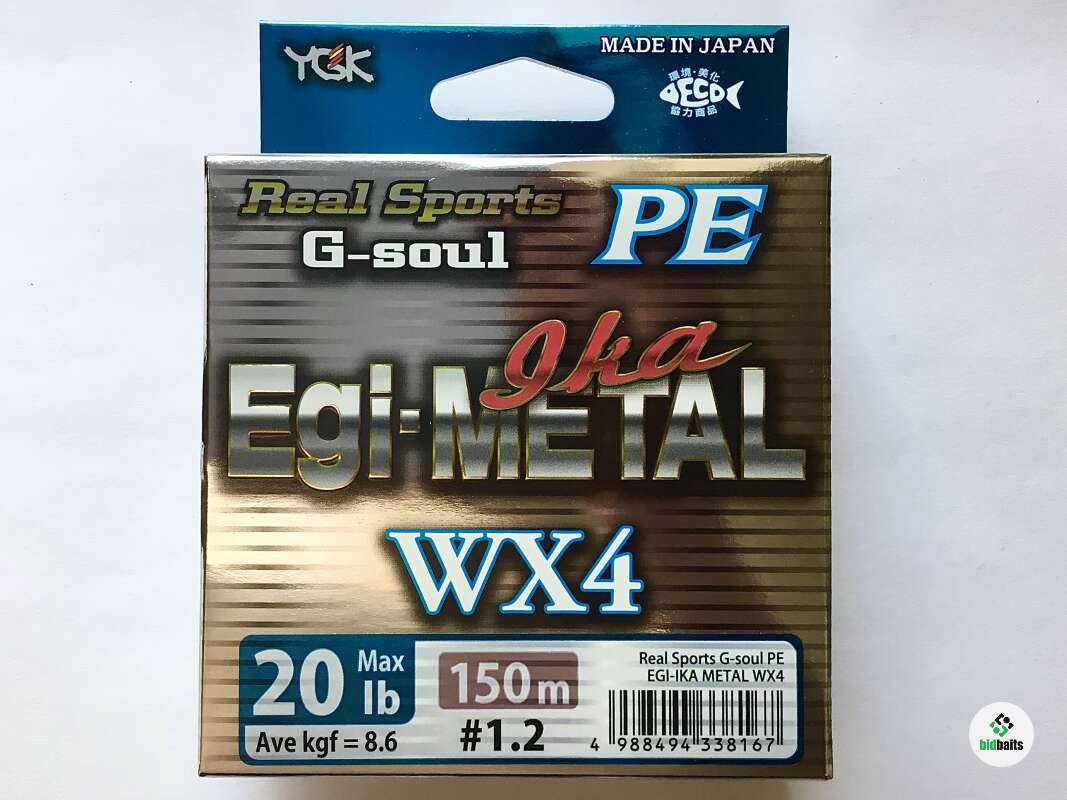 YGK
MADE IN JAPAN
環境・美化
ECO
協力商品
Real Sports
G-soul
PE
Ika
Egi-METAL
WX4
20 Max lb
Ave kgf = 8.6
150m
#1.2
Real Sports G-soul PE
EGI-IKA METAL WX4
4 988494 338167
bidbaits